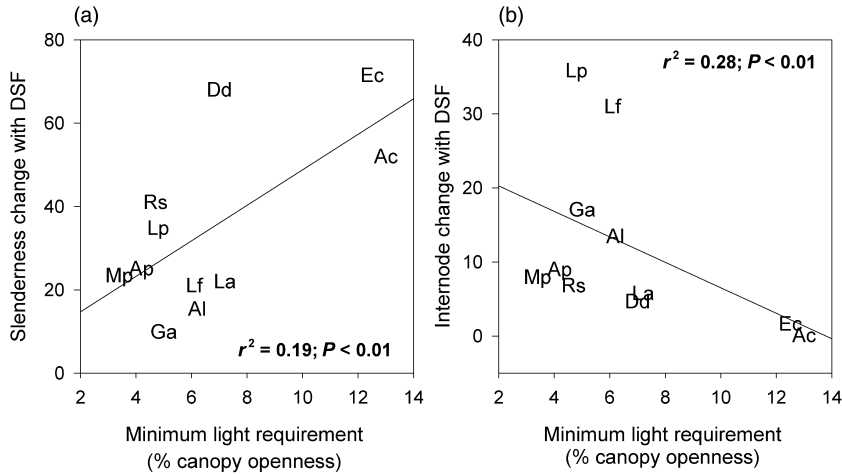 (a)
Slenderness change with DSF
80
60
40
20
0
Ec
Dd
Ac
Rs
Lp
Ap
Mp
Lf
La
Al
Ga
r² = 0.19; P < 0.01
2 4 6 8 10 12 14
Minimum light requirement
(% canopy openness)
(b)
Internode change with DSF
40
30
20
10
0
r² = 0.28; P < 0.01
Lp
Lf
Ga
Al
Ap
Mp
Rs
La
Dd
Ec
Ac
2 4 6 8 10 12 14
Minimum light requirement
(% canopy openness)